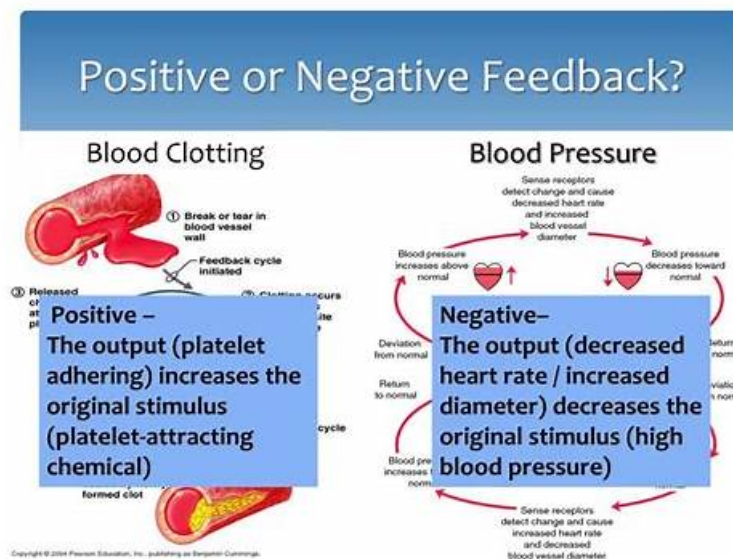 Positive or Negative Feedback?
Blood Clotting
① Break or tear in
blood vessel
wall
Feedback cycle
initiated
③ Released
occurs
Positive –
The output (platelet
adhering) increases the
original stimulus
(platelet-attracting
chemical)
cycle
formed clot
Copyright © 2004 Pearson Education, Inc., publishing as Benjamin Cummings.
Blood Pressure
Sense receptors
detect change and cause
decreased heart rate
and increased
blood vessel
diameter
Blood pressure
increases above
normal
Blood pressure
decreases toward
normal
Deviation
from normal
Return
to normal
Negative–
The output (decreased
heart rate / increased
diameter) decreases the
original stimulus (high
blood pressure)
Blood
increases
Sense receptors
detect change and cause
increased heart rate
and decreased
blood vessel diameter